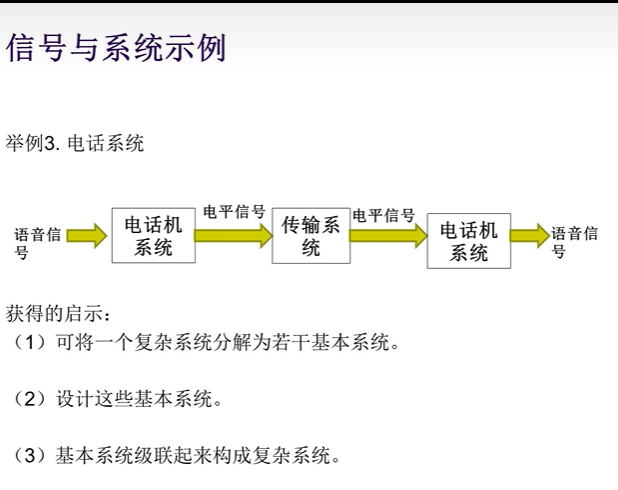 信号与系统示例
举例3. 电话系统
语音信
号
电话机
系统
电平信号
传输系
统
电平信号
电话机
系统
语音信
号
获得的启示：
（1）可将一个复杂系统分解为若干基本系统。
（2）设计这些基本系统。
（3）基本系统级联起来构成复杂系统。